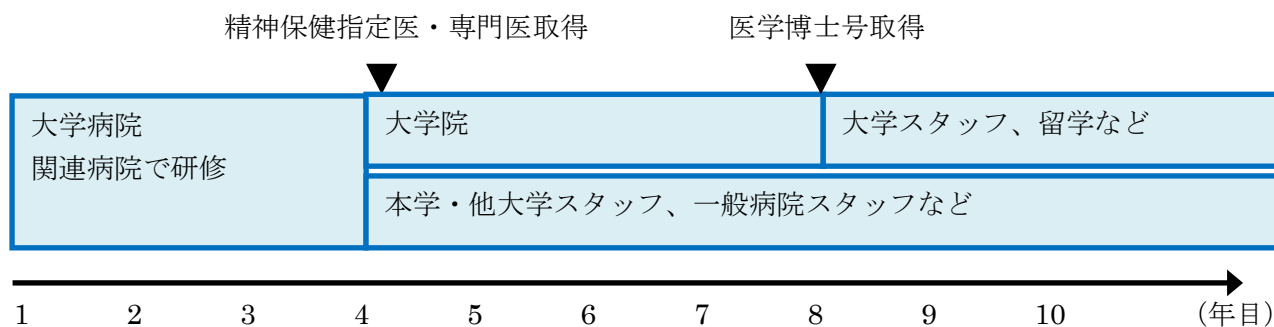 精神保健指定医・専門医取得
医学博士号取得
大学病院
関連病院で研修
大学院
大学スタッフ、留学など
本学・他大学スタッフ、一般病院スタッフなど
1 2 3 4 5 6 7 8 9 10 (年目)